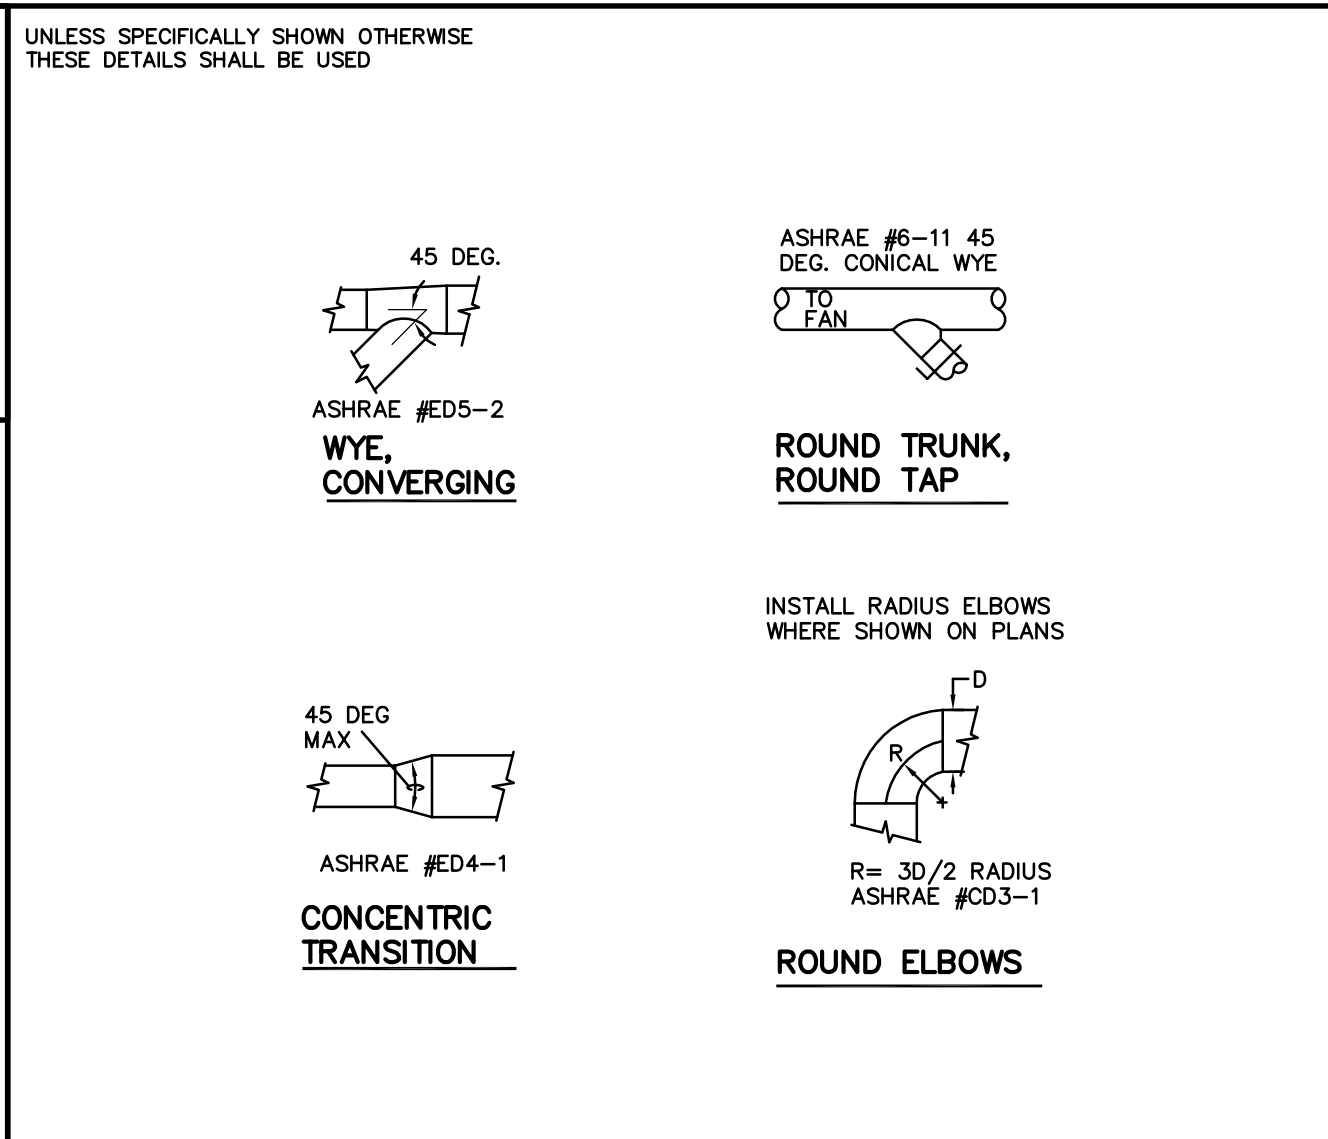 UNLESS SPECIFICALLY SHOWN OTHERWISE
THESE DETAILS SHALL BE USED
45 DEG.
ASHRAE #ED5-2
WYE,
CONVERGING
ASHRAE #6-11 45
DEG. CONICAL WYE
TO
FAN
ROUND TRUNK,
ROUND TAP
45 DEG
MAX
ASHRAE #ED4-1
CONCENTRIC
TRANSITION
INSTALL RADIUS ELBOWS
WHERE SHOWN ON PLANS
D
R
R= 3D/2 RADIUS
ASHRAE #CD3-1
ROUND ELBOWS